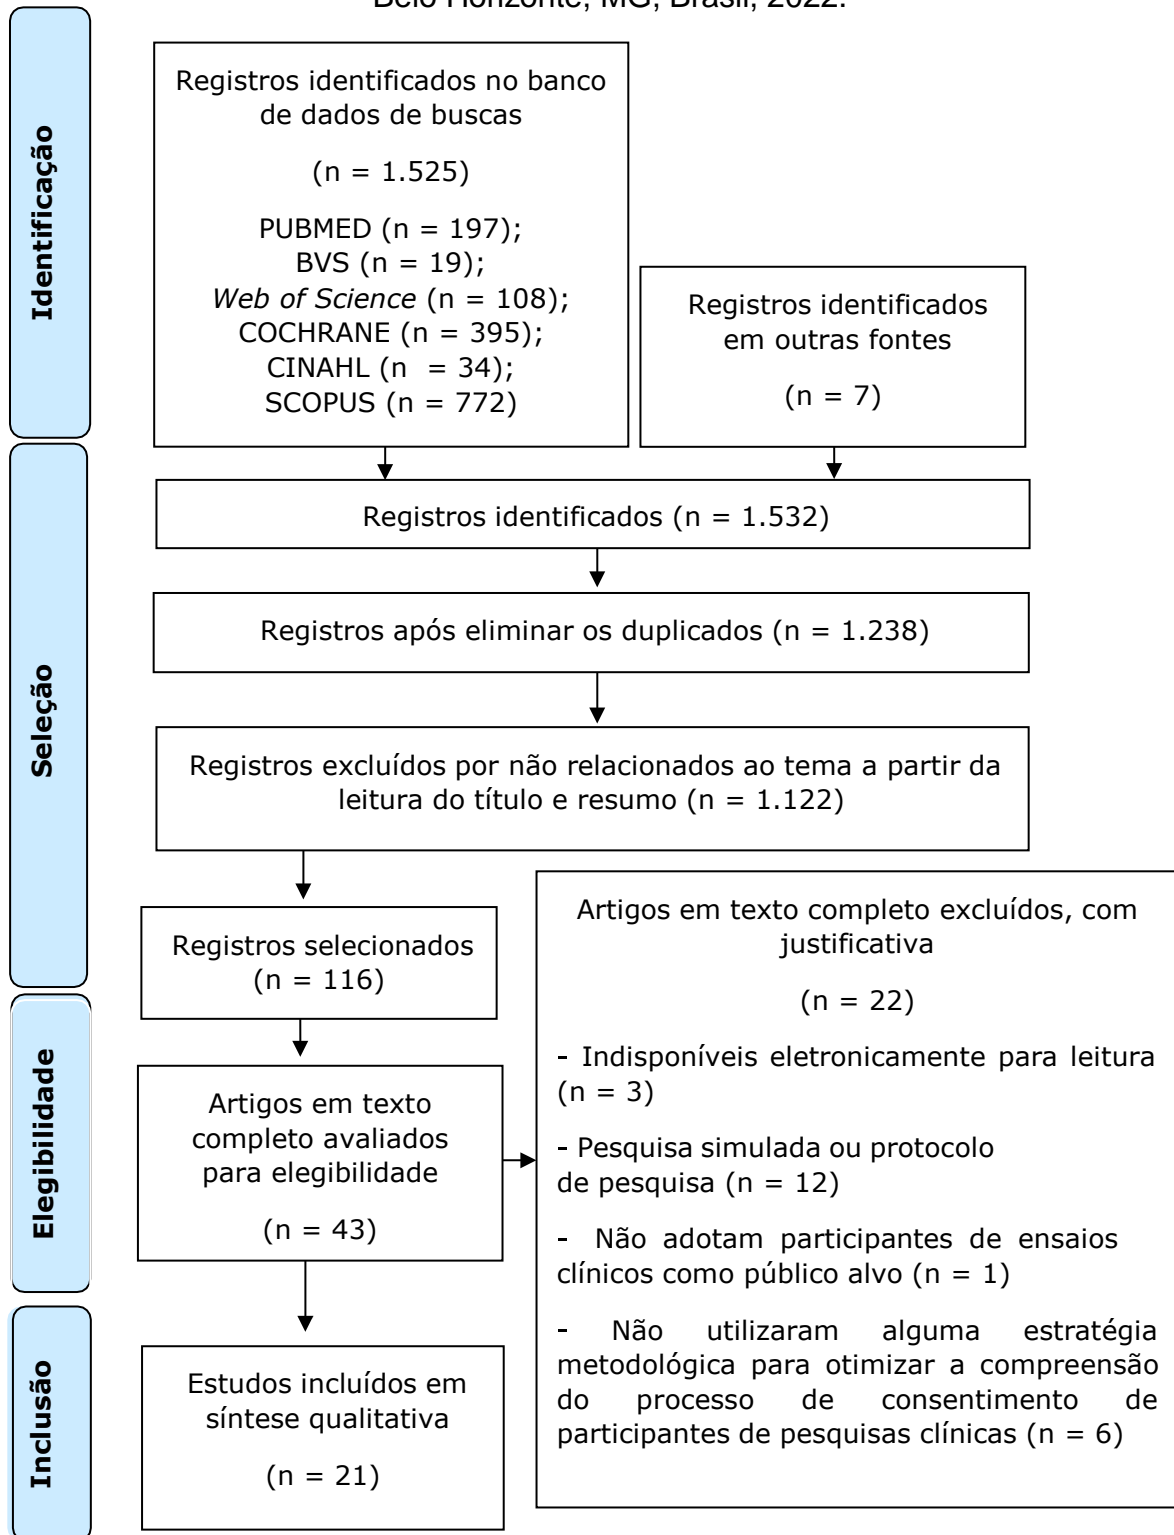 Belo Horizonte, MG, Brasil, 2022.
Identificação
Registros identificados no banco
de dados de buscas
(n = 1.525)
PUBMED (n = 197);
BVS (n = 19);
Web of Science (n = 108);
COCHRANE (n = 395);
CINAHL (n = 34);
SCOPUS (n = 772)
Registros identificados
em outras fontes
(n = 7)
Seleção
Registros identificados (n = 1.532)
Registros após eliminar os duplicados (n = 1.238)
Registros excluídos por não relacionados ao tema a partir da
leitura do título e resumo (n = 1.122)
Registros selecionados
(n = 116)
Elegibilidade
Artigos em texto
completo avaliados
para elegibilidade
(n = 43)
Artigos em texto completo excluídos, com
justificativa
(n = 22)
- Indisponíveis eletronicamente para leitura
(n = 3)
- Pesquisa simulada ou protocolo
de pesquisa (n = 12)
- Não adotam participantes de ensaios
clínicos como público alvo (n = 1)
- Não utilizaram alguma estratégia
metodológica para otimizar a compreensão
do processo de consentimento de
participantes de pesquisas clínicas (n = 6)
Inclusão
Estudos incluídos em
síntese qualitativa
(n = 21)